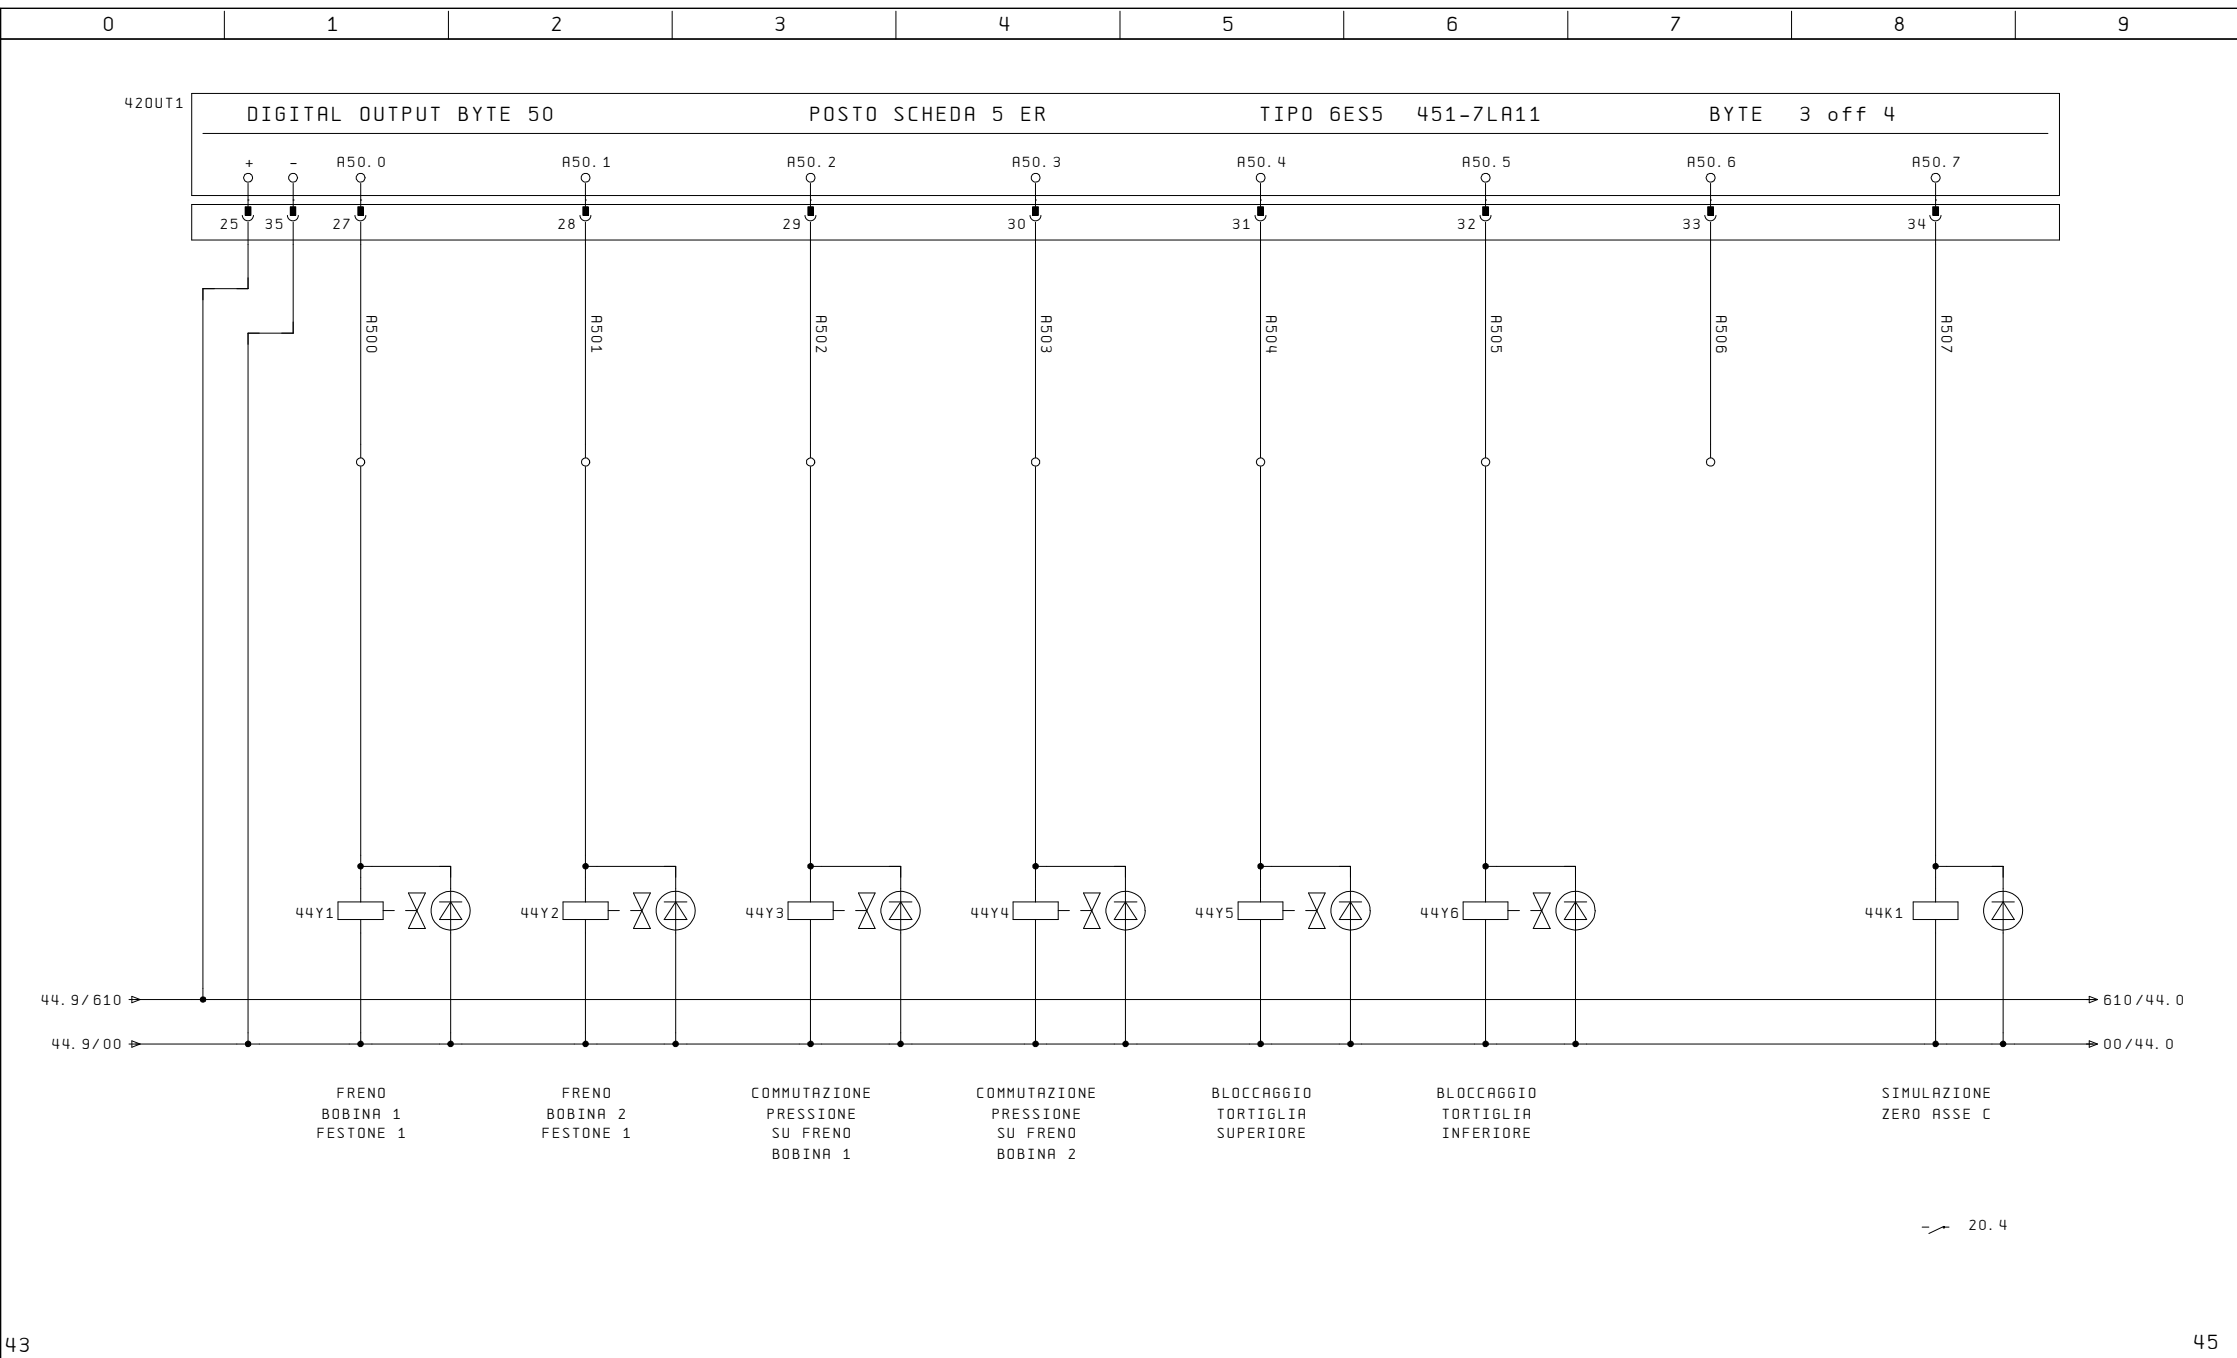 0 1 2 3 4 5 6 7 8 9
42OUT1
DIGITAL OUTPUT BYTE 50 POSTO SCHEDA 5 ER TIPO 6ES5 451-7LA11 BYTE 3 off 4
+ - A50.0 A50.1 A50.2 A50.3 A50.4 A50.5 A50.6 A50.7
25 35 27 28 29 30 31 32 33 34
A500 A501 A502 A503 A504 A505 A506 A507
44Y1 44Y2 44Y3 44Y4 44Y5 44Y6 44K1
44.9/610 610/44.0
44.9/00 00/44.0
FRENO
BOBINA 1
FESTONE 1
FRENO
BOBINA 2
FESTONE 1
COMMUTAZIONE
PRESSIONE
SU FRENO
BOBINA 1
COMMUTAZIONE
PRESSIONE
SU FRENO
BOBINA 2
BLOCCAGGIO
TORTIGLIA
SUPERIORE
BLOCCAGGIO
TORTIGLIA
INFERIORE
SIMULAZIONE
ZERO ASSE C
20.4
43 45